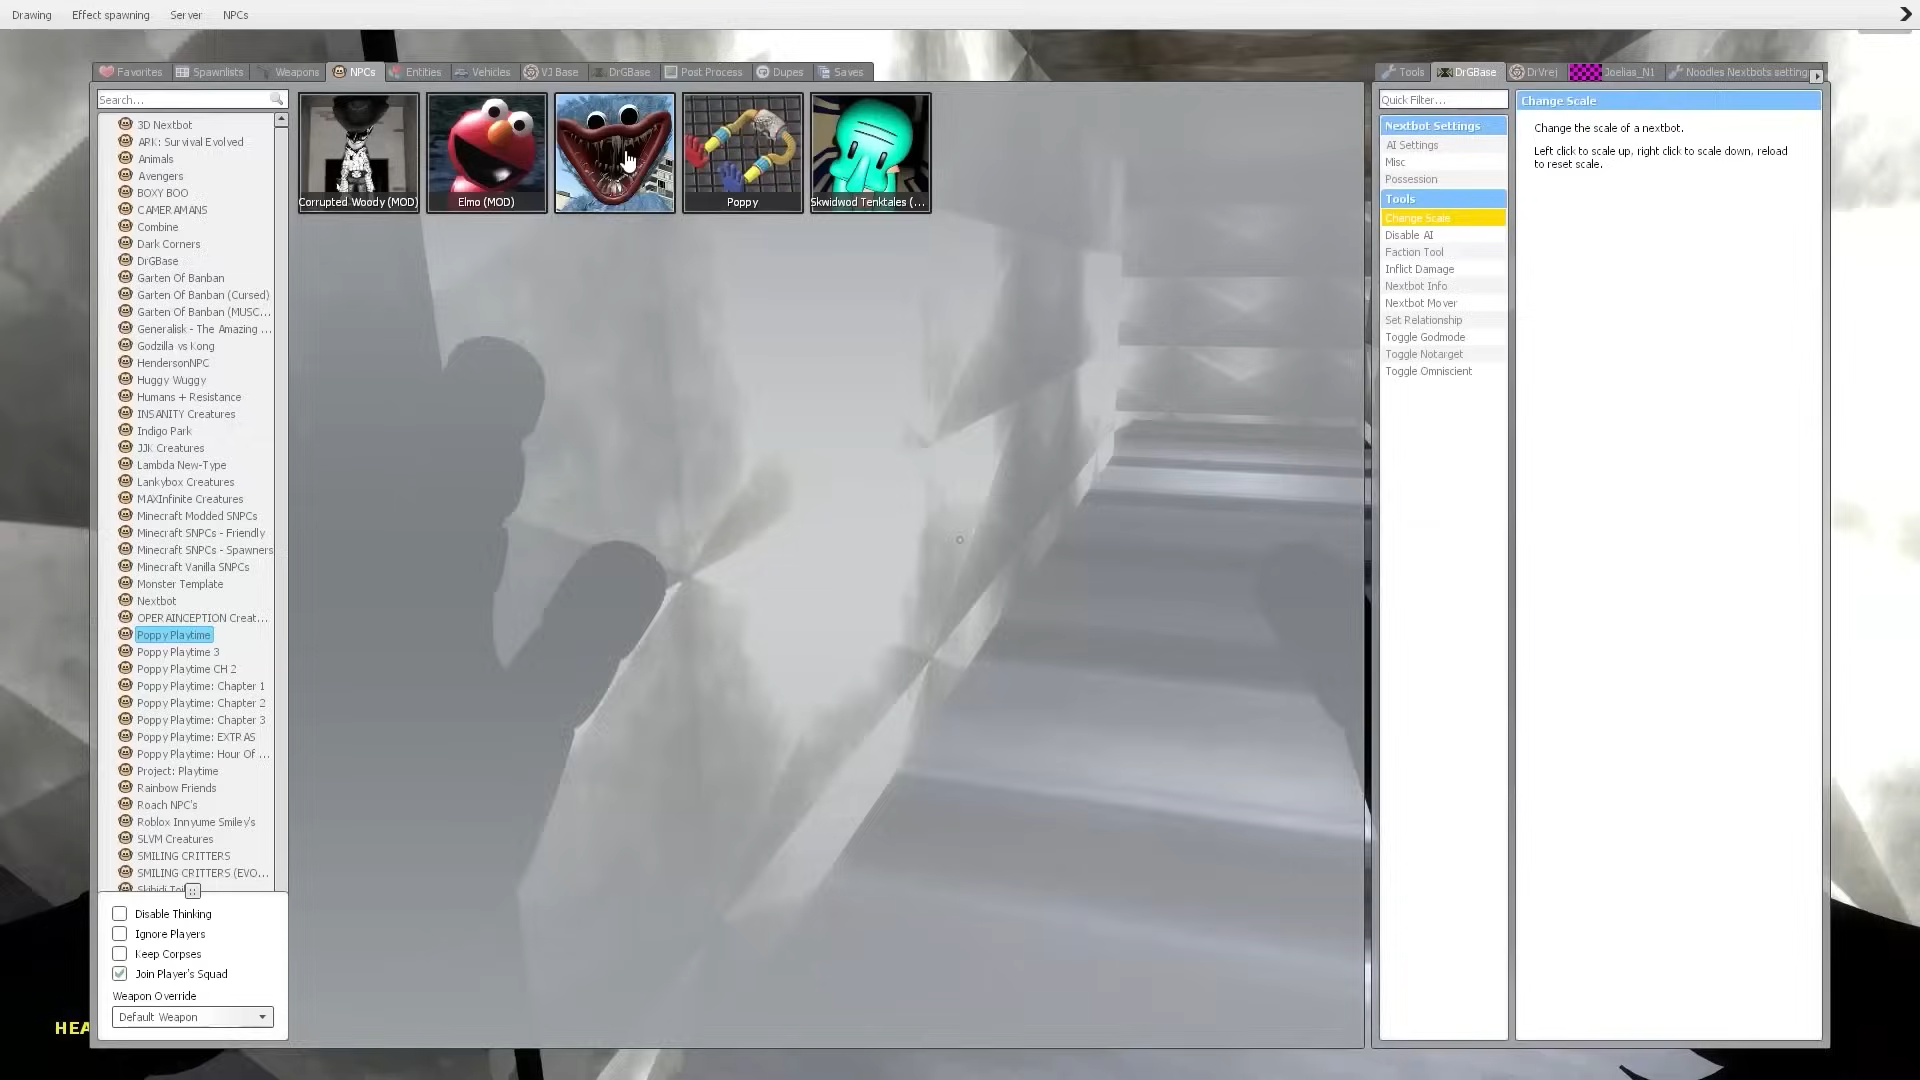 Drawing
Effect spawning
Server
NPCs
Favorites
Spawnlists
Weapons
NPCs
Entities
Vehicles
VJ Base
DrGBase
Post Process
Dupes
Saves
Tools
DrGBase
DrVrej
Joelias_N1
Noodles Nextbots setting
Search...
3D Nextbot
ARK: Survival Evolved
Animals
Avengers
BOXY BOO
CAMERAMANS
Combine
Dark Corners
DrGBase
Garten Of Banban
Garten Of Banban (Cursed)
Garten Of Banban (MUSC...
Generalisk - The Amazing ...
Godzilla vs Kong
HendersonNPC
Huggy Wuggy
Humans + Resistance
INSANITY Creatures
Indigo Park
JJK Creatures
Lambda New-Type
Lankybox Creatures
MAXInfinite Creatures
Minecraft Modded SNPCs
Minecraft SNPCs - Friendly
Minecraft SNPCs - Spawners
Minecraft Vanilla SNPCs
Monster Template
Nextbot
OPERAINCEPTION Creat...
Poppy Playtime
Poppy Playtime 3
Poppy Playtime CH 2
Poppy Playtime: Chapter 1
Poppy Playtime: Chapter 2
Poppy Playtime: Chapter 3
Poppy Playtime: EXTRAS
Poppy Playtime: Hour Of ...
Project: Playtime
Rainbow Friends
Roach NPC's
Roblox Innyume Smiley's
SLVM Creatures
SMILING CRITTERS
SMILING CRITTERS (EVO...
Skibidi Toi
Disable Thinking
Ignore Players
Keep Corpses
Join Player's Squad
Weapon Override
Default Weapon
HEA
Corrupted Woody (MOD)
Elmo (MOD)
Poppy
Skwidwod Tenktales (...
Quick Filter...
Nextbot Settings
AI Settings
Misc
Possession
Tools
Change Scale
Disable AI
Faction Tool
Inflict Damage
Nextbot Info
Nextbot Mover
Set Relationship
Toggle Godmode
Toggle Notarget
Toggle Omniscient
Change Scale
Change the scale of a nextbot.
Left click to scale up, right click to scale down, reload
to reset scale.